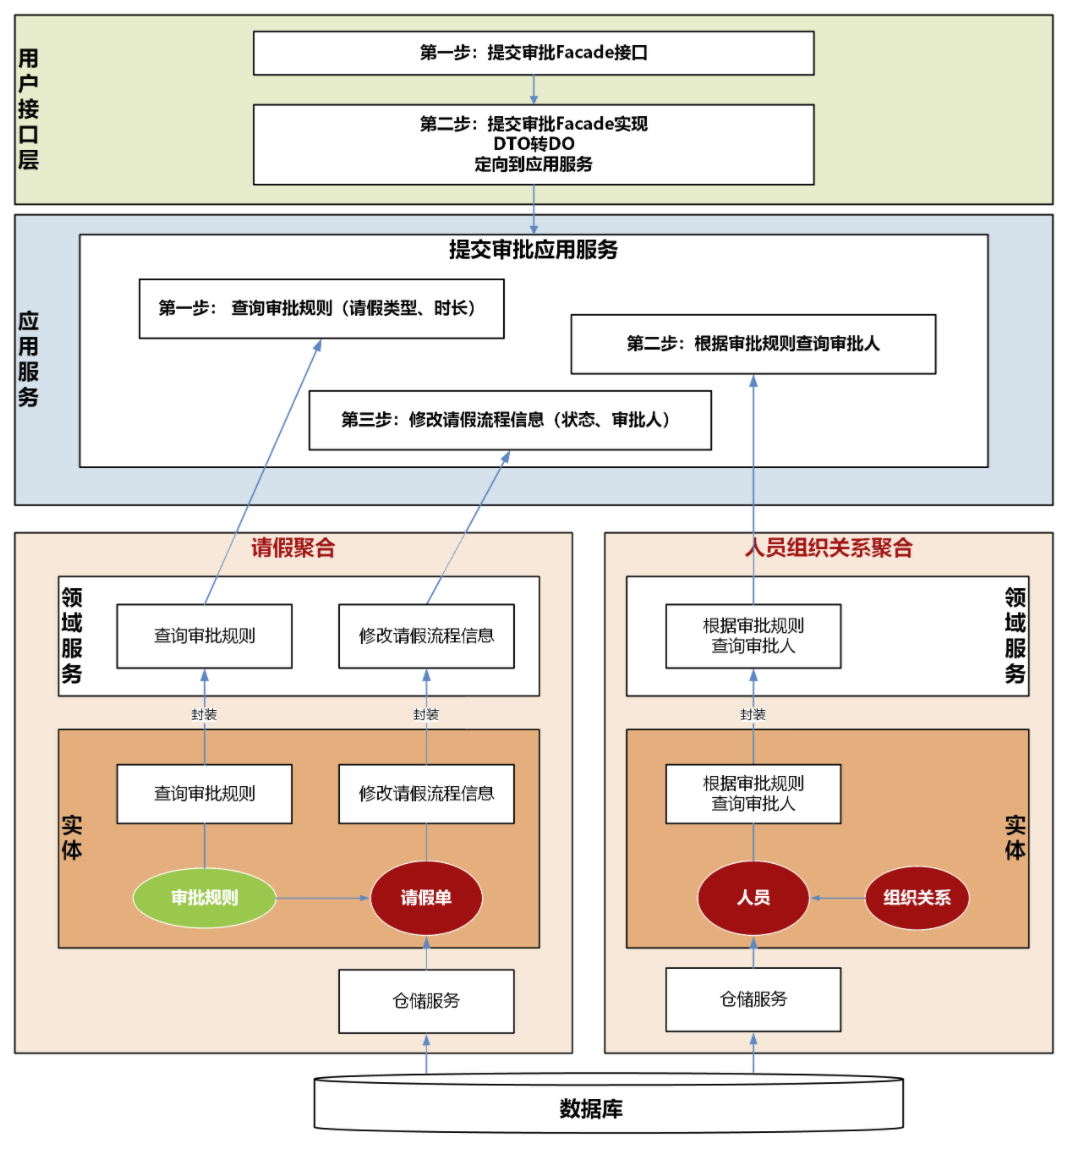 用户接口层
第一步：提交审批Facade接口
第二步：提交审批Facade实现
DTO转DO
定向到应用服务
应用服务
提交审批应用服务
第一步： 查询审批规则（请假类型、时长）
第二步：根据审批规则查询审批人
第三步：修改请假流程信息（状态、审批人）
请假聚合
领域服务
查询审批规则
修改请假流程信息
封装
封装
实体
查询审批规则
修改请假流程信息
审批规则
请假单
仓储服务
人员组织关系聚合
领域服务
根据审批规则
查询审批人
封装
实体
根据审批规则
查询审批人
人员
组织关系
仓储服务
数据库